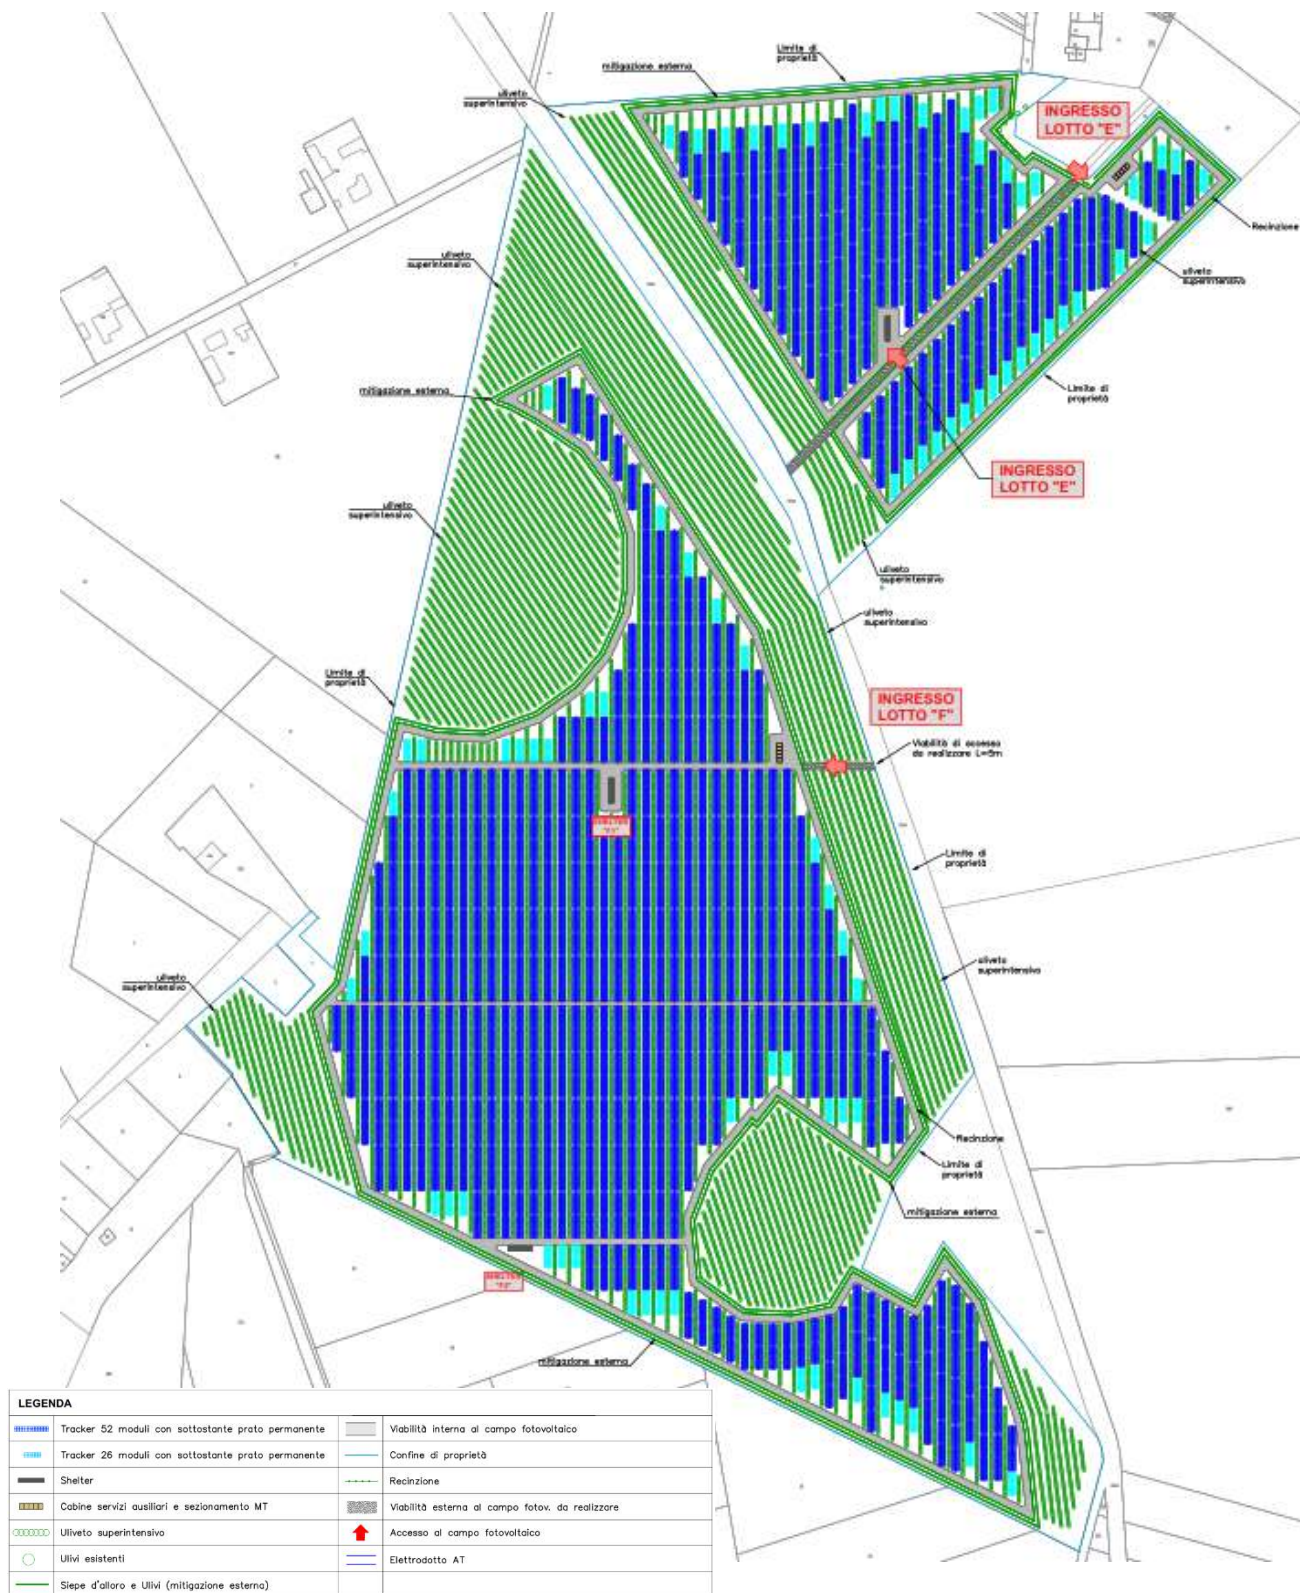 Limite di
proprietà
mitigazione esterna
uliveto
superintensivo
INGRESSO
LOTTO "E"
Recinzione
uliveto
superintensivo
uliveto
superintensivo
mitigazione esterna
Limite di
proprietà
INGRESSO
LOTTO "E"
uliveto
superintensivo
uliveto
superintensivo
uliveto
superintensivo
Limite di
proprietà
INGRESSO
LOTTO "F"
Viabilità di accesso
da realizzare L=5m
Limite di
proprietà
uliveto
superintensivo
uliveto
superintensivo
Recinzione
Limite di
proprietà
mitigazione esterna
mitigazione esterna
LEGENDA
Tracker 52 moduli con sottostante prato permanente
Viabilità interna al campo fotovoltaico
Tracker 26 moduli con sottostante prato permanente
Confine di proprietà
Shelter
Recinzione
Cabine servizi ausiliari e sezionamento MT
Viabilità esterna al campo fotov. da realizzare
Uliveto superintensivo
Accesso al campo fotovoltaico
Ulivi esistenti
Elettrodotto AT
Siepe d'alloro e Ulivi (mitigazione esterna)